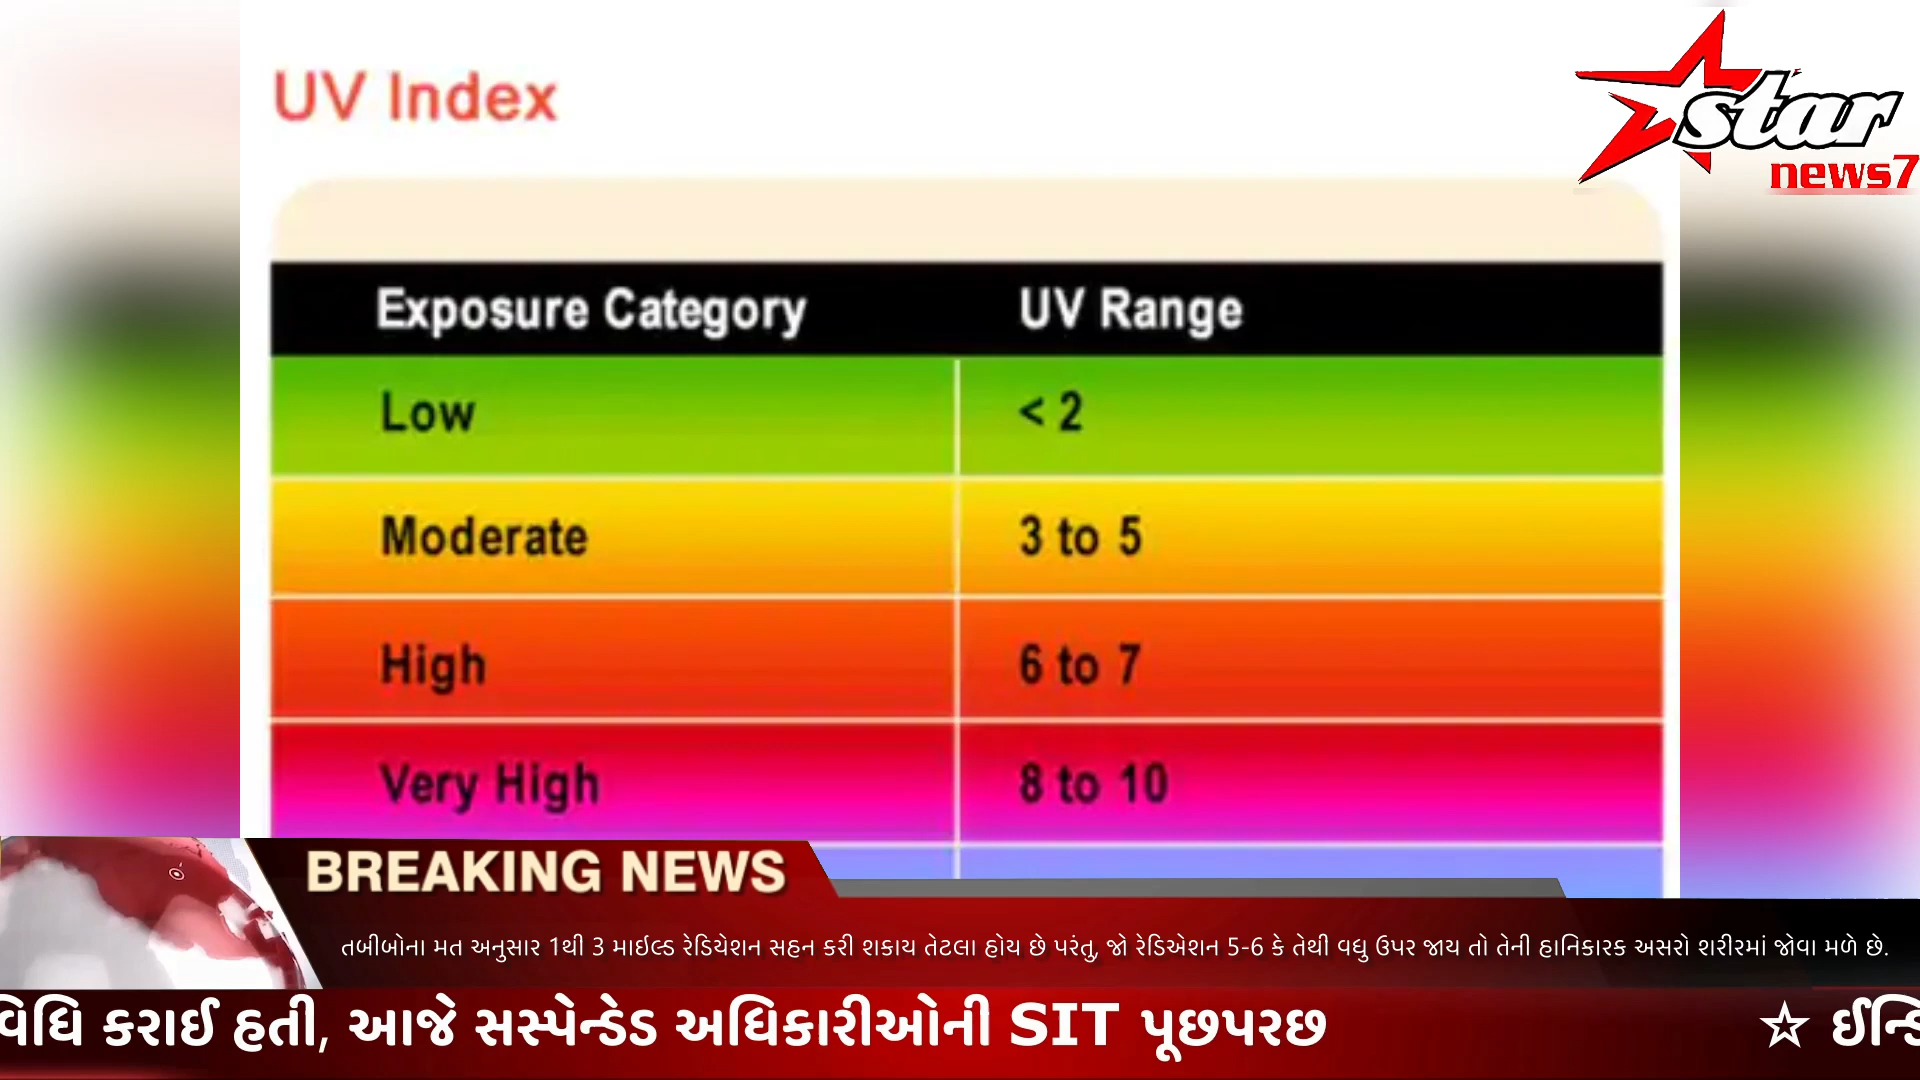 UV Index
star
news7
Exposure Category UV Range
Low < 2
Moderate 3 to 5
High 6 to 7
Very High 8 to 10
BREAKING NEWS
તબીબોના મત અનુસાર 1થી 3 માઇલ્ડ રેડિયેશન સહન કરી શકાય તેટલા હોય છે પરંતુ, જો રેડિએશન 5-6 કે તેથી વધુ ઉપર જાય તો તેની હાનિકારક અસરો શરીરમાં જોવા મળે છે.
વિધિ કરાઈ હતી, આજે સસ્પેન્ડેડ અધિકારીઓની SIT પૂછપરછ ☆